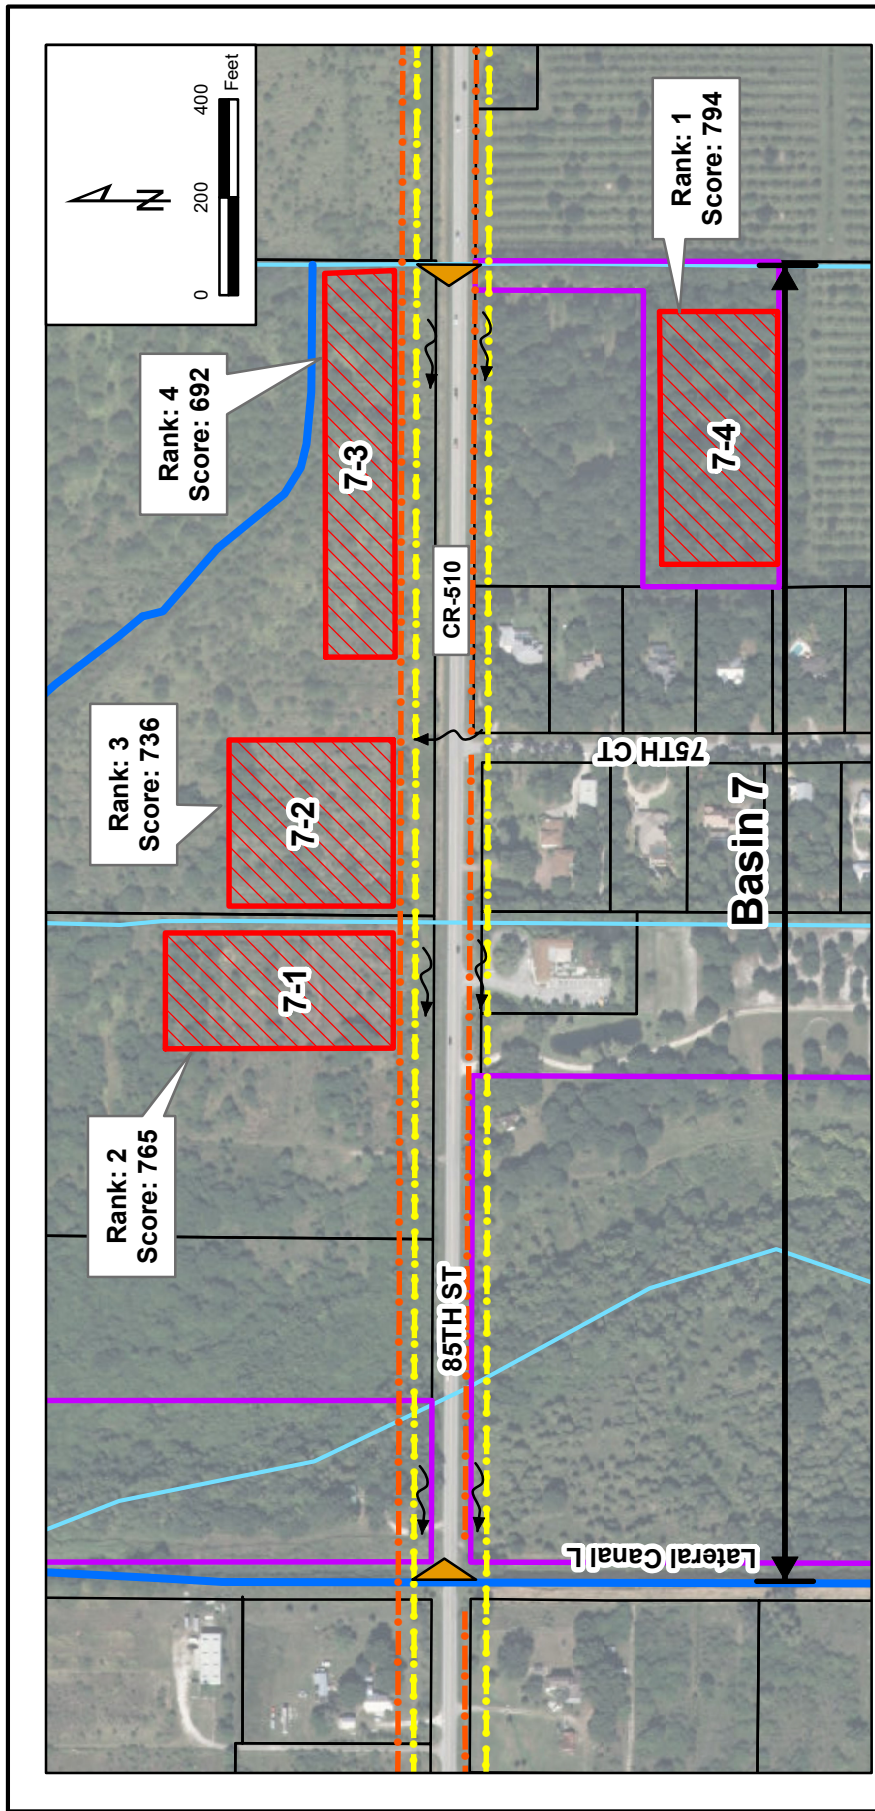 0
200
400
Feet
N
Rank: 4
Score: 692
Rank: 3
Score: 736
Rank: 2
Score: 765
Rank: 1
Score: 794
7-1
7-2
7-3
7-4
CR-510
85TH ST
75TH CT
Basin 7
Lateral Canal L